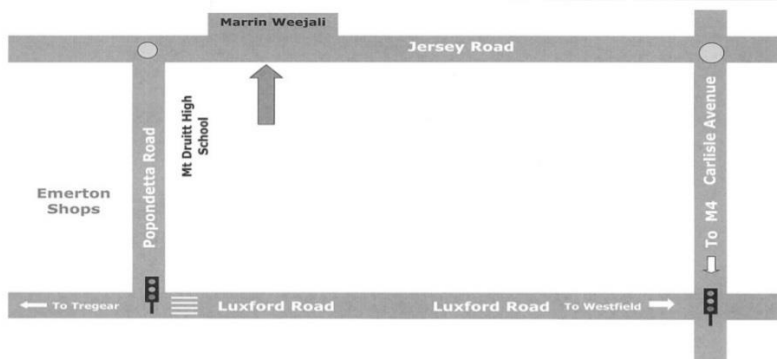 Marrin Weejali
Jersey Road
Popondetta Road
Mt Druitt High
School
Emerton
Shops
To M4 Carlisle Avenue
To Tregear
Luxford Road
Luxford Road
To Westfield